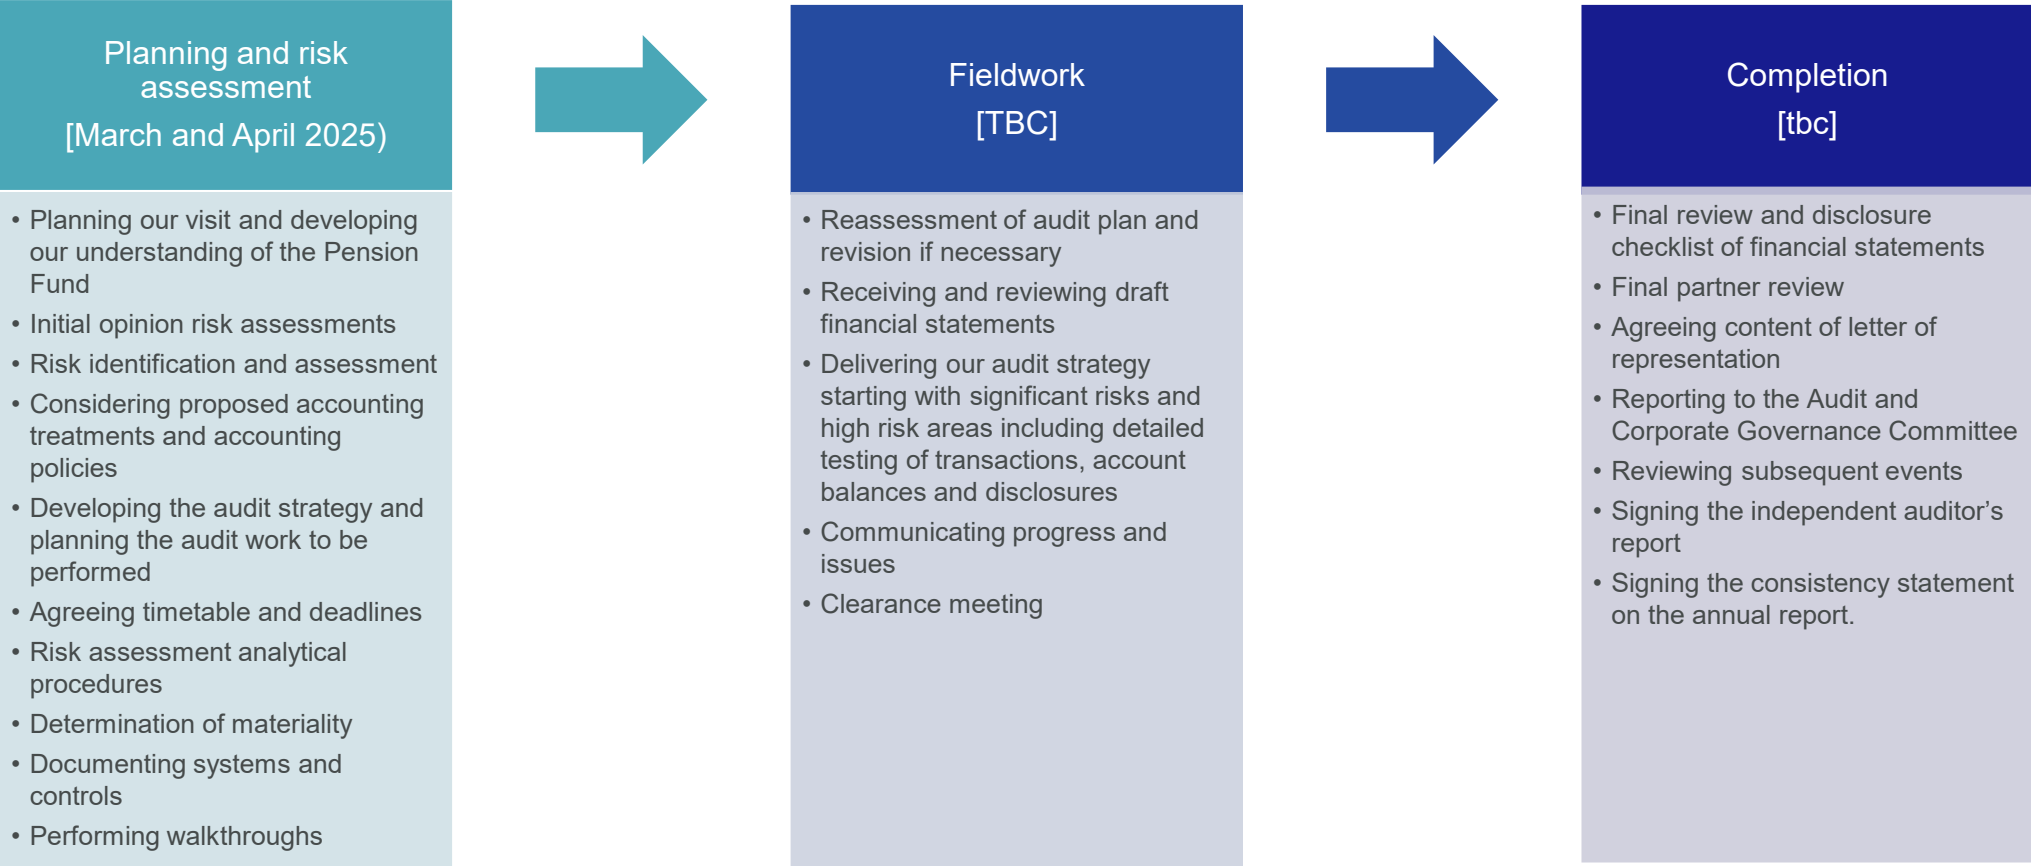 Planning and risk
assessment
[March and April 2025)
• Planning our visit and developing
our understanding of the Pension
Fund
• Initial opinion risk assessments
• Risk identification and assessment
• Considering proposed accounting
treatments and accounting
policies
• Developing the audit strategy and
planning the audit work to be
performed
• Agreeing timetable and deadlines
• Risk assessment analytical
procedures
• Determination of materiality
• Documenting systems and
controls
• Performing walkthroughs
Fieldwork
[TBC]
• Reassessment of audit plan and
revision if necessary
• Receiving and reviewing draft
financial statements
• Delivering our audit strategy
starting with significant risks and
high risk areas including detailed
testing of transactions, account
balances and disclosures
• Communicating progress and
issues
• Clearance meeting
Completion
[tbc]
• Final review and disclosure
checklist of financial statements
• Final partner review
• Agreeing content of letter of
representation
• Reporting to the Audit and
Corporate Governance Committee
• Reviewing subsequent events
• Signing the independent auditor’s
report
• Signing the consistency statement
on the annual report.